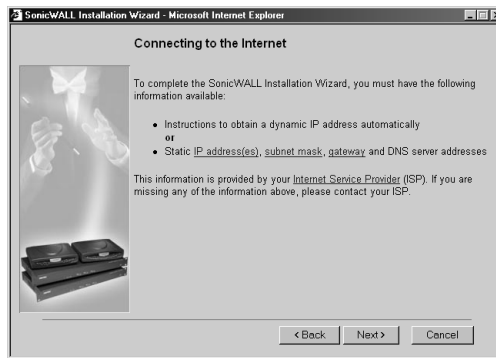 SonicWALL Installation Wizard - Microsoft Internet Explorer
Connecting to the Internet
To complete the SonicWALL Installation Wizard, you must have the following
information available:
• Instructions to obtain a dynamic IP address automatically
or
• Static IP address(es), subnet mask, gateway and DNS server addresses
This information is provided by your Internet Service Provider (ISP). If you are
missing any of the information above, please contact your ISP.
<Back Next> Cancel